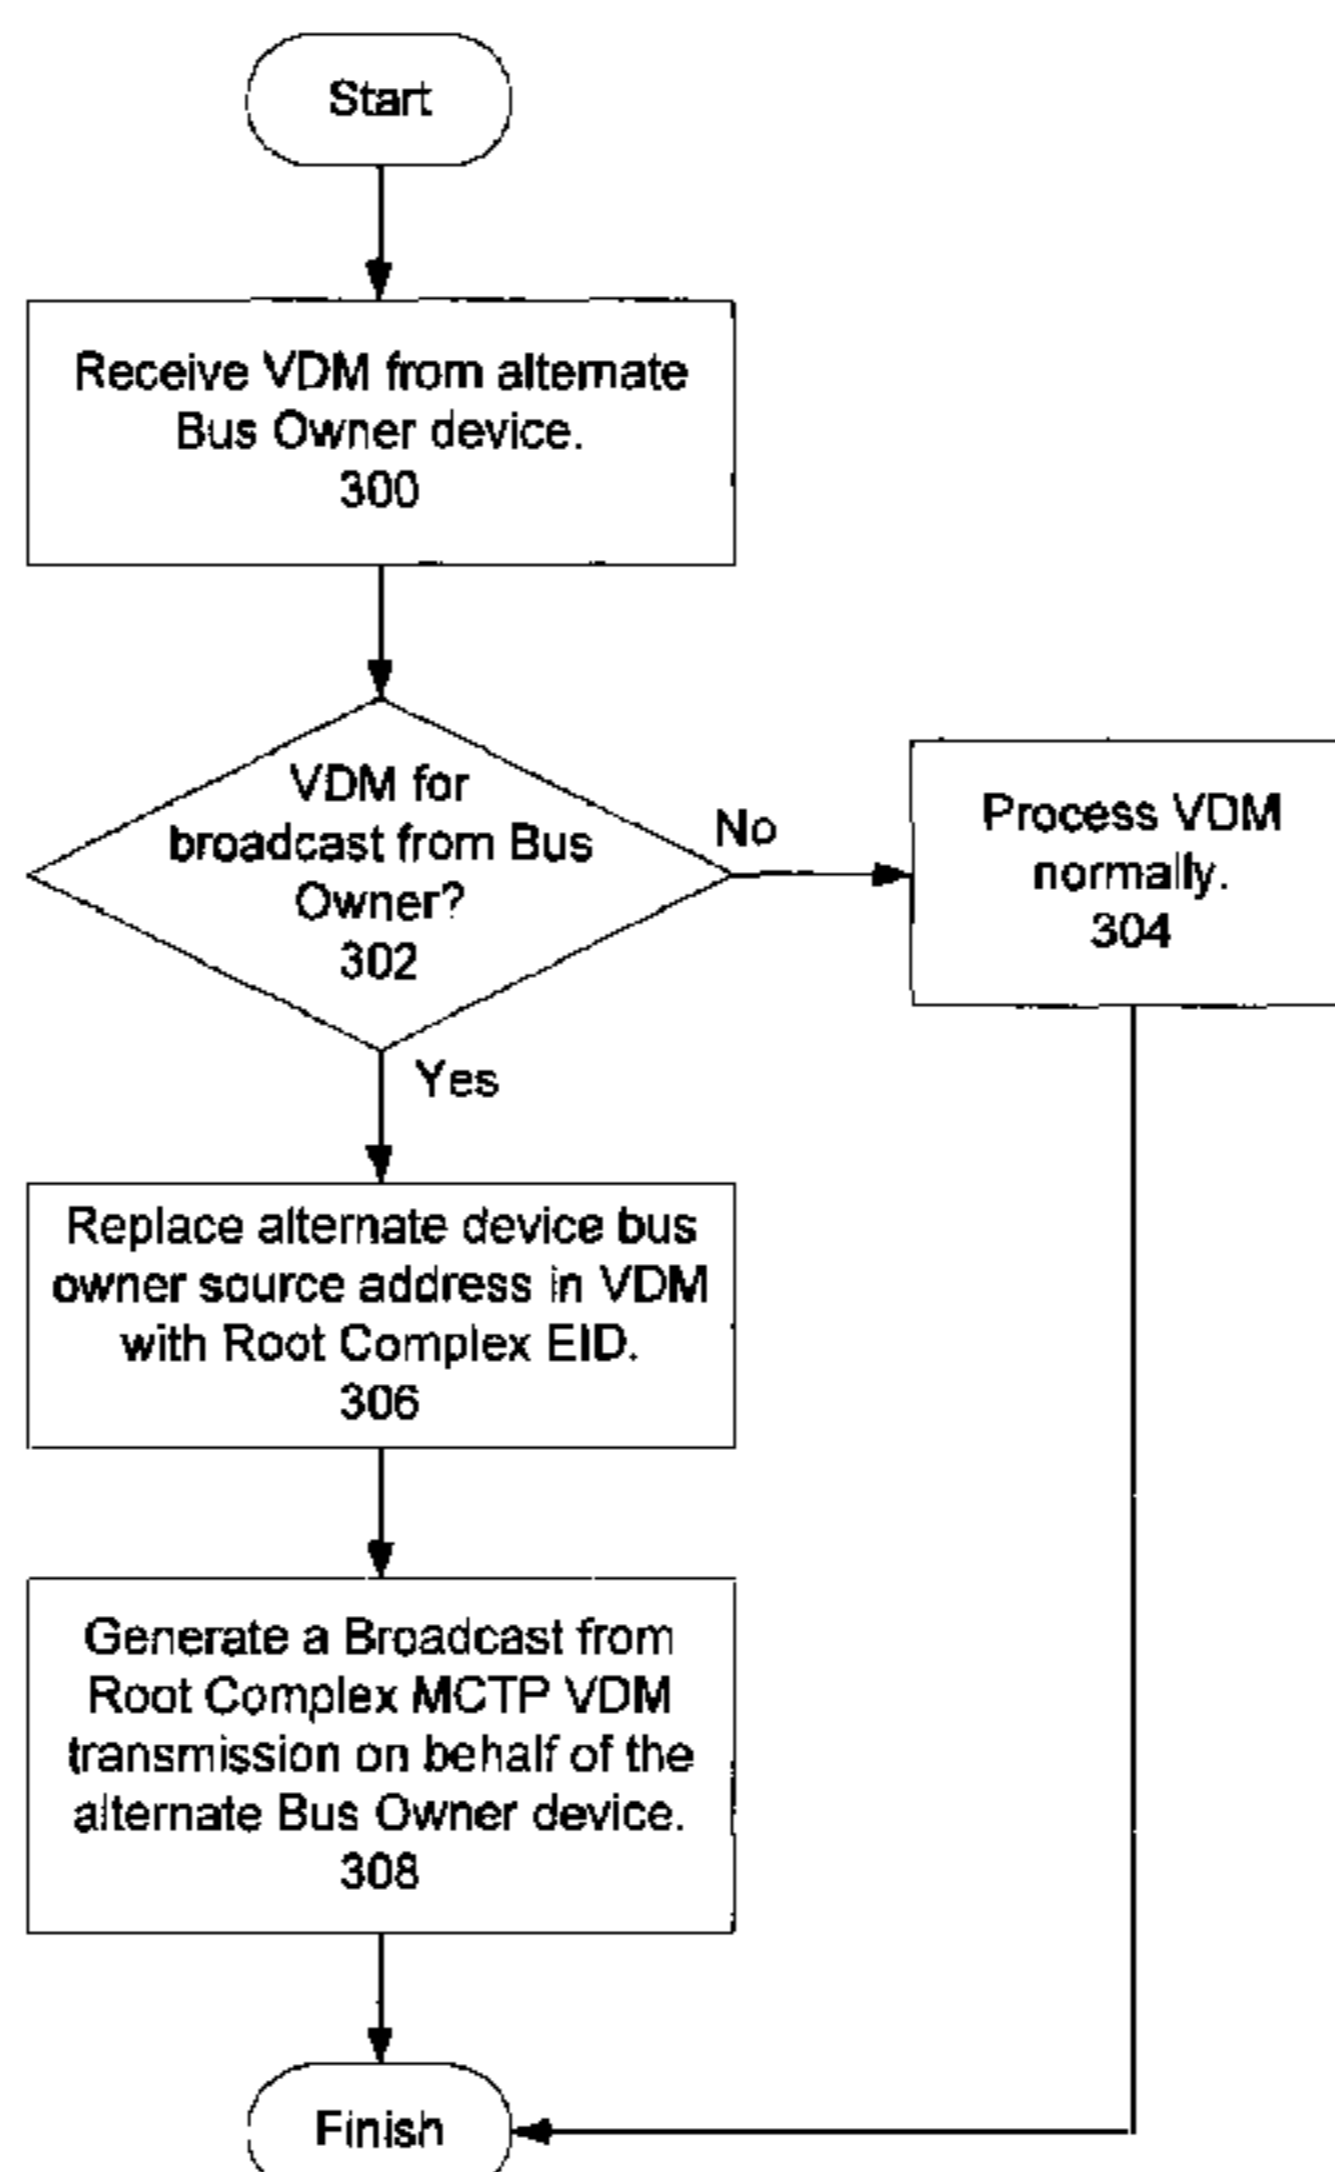 Start
Receive VDM from alternate
Bus Owner device.
300
VDM for
broadcast from Bus
Owner?
302
No
Process VDM
normally.
304
Yes
Replace alternate device bus
owner source address in VDM
with Root Complex EID.
306
Generate a Broadcast from
Root Complex MCTP VDM
transmission on behalf of the
alternate Bus Owner device.
308
Finish